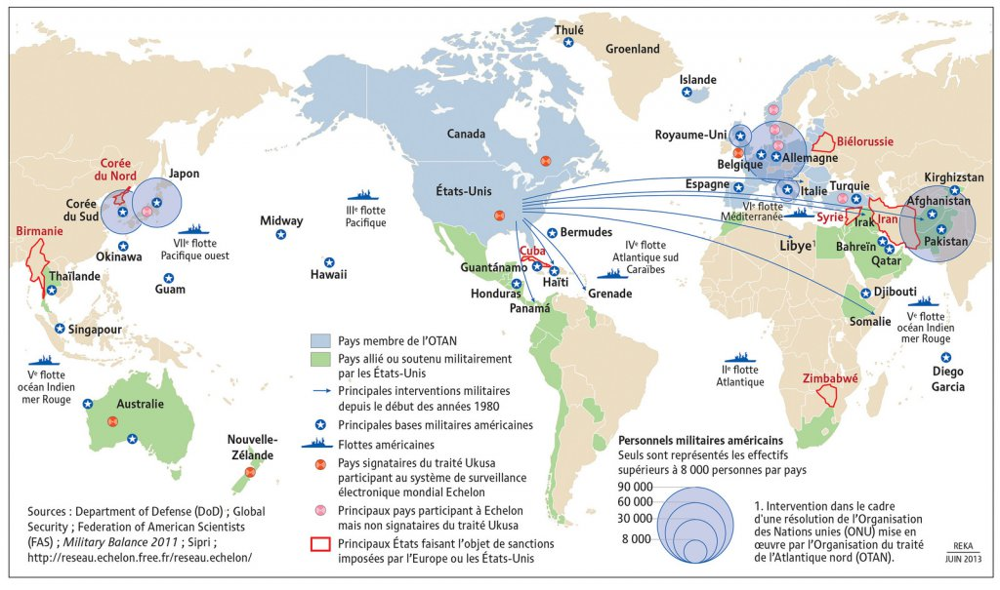 Thulé
Groenland
Islande
Canada
Royaume-Uni
Biélorussie
Belgique
Allemagne
Corée
du Nord
Japon
États-Unis
Espagne
Italie
Turquie
Kirghizstan
Corée
du Sud
IIIe flotte
Pacifique
VIe flotte
Méditerranée
Syrie
Irak
Iran
Afghanistan
Birmanie
Midway
VIIe flotte
Pacifique ouest
Bermudes
Libye1
Pakistan
Okinawa
Cuba
IVe flotte
Atlantique sud
Caraïbes
Bahreïn
Qatar
Thaïlande
Guam
Hawaii
Guantánamo
Haïti
Honduras
Grenade
Panamá
Djibouti
Somalie
Singapour
Ve flotte
océan Indien
mer Rouge
Ve flotte
océan Indien
mer Rouge
IIe flotte
Atlantique
Diego
Garcia
Australie
Zimbabwé
Nouvelle-
Zélande
Pays membre de l'OTAN
Pays allié ou soutenu militairement
par les États-Unis
Principales interventions militaires
depuis le début des années 1980
Principales bases militaires américaines
Flottes américaines
Pays signataires du traité Ukusa
participant au système de surveillance
électronique mondial Echelon
Principaux pays participant à Echelon
mais non signataires du traité Ukusa
Principaux États faisant l'objet de sanctions
imposées par l'Europe ou les États-Unis
Personnels militaires américains
Seuls sont représentés les effectifs
supérieurs à 8 000 personnes par pays
90 000
60 000
30 000
8 000
1. Intervention dans le cadre
d'une résolution de l'Organisation
des Nations unies (ONU) mise en
œuvre par l'Organisation du traité
de l'Atlantique nord (OTAN).
Sources : Department of Defense (DoD) ; Global
Security ; Federation of American Scientists
(FAS) ; Military Balance 2011 ; Sipri ;
http://reseau.echelon.free.fr/reseau.echelon/
REKA
JUIN 2013